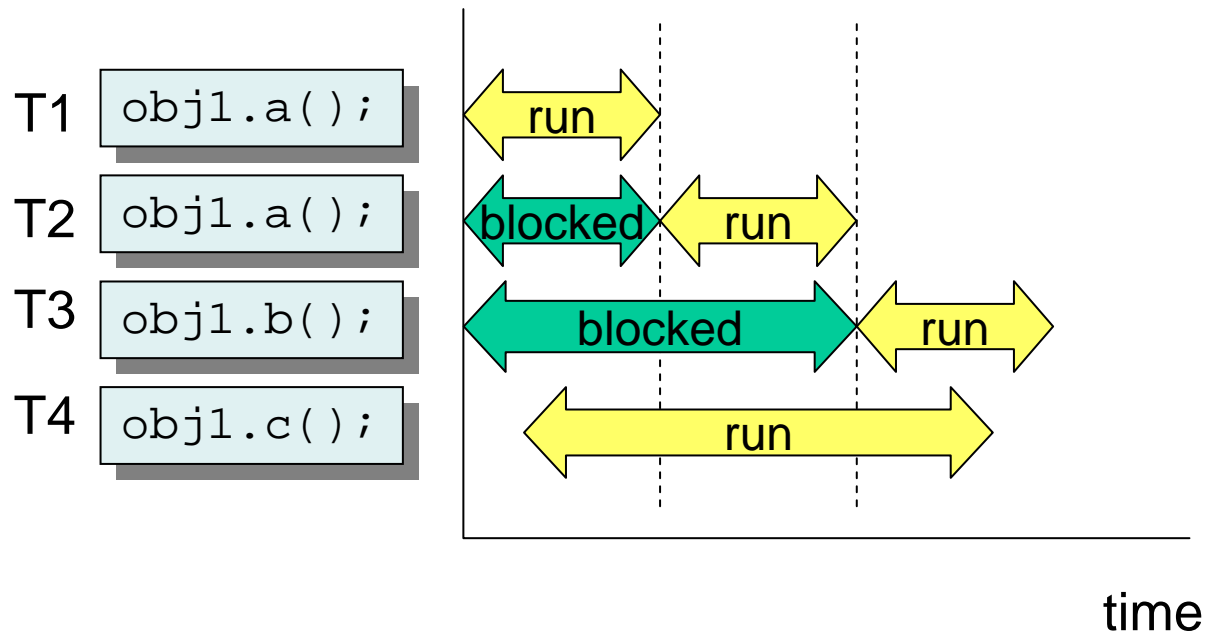 T1 obj1.a(); run
T2 obj1.a(); blocked run
T3 obj1.b(); blocked run
T4 obj1.c(); run
time